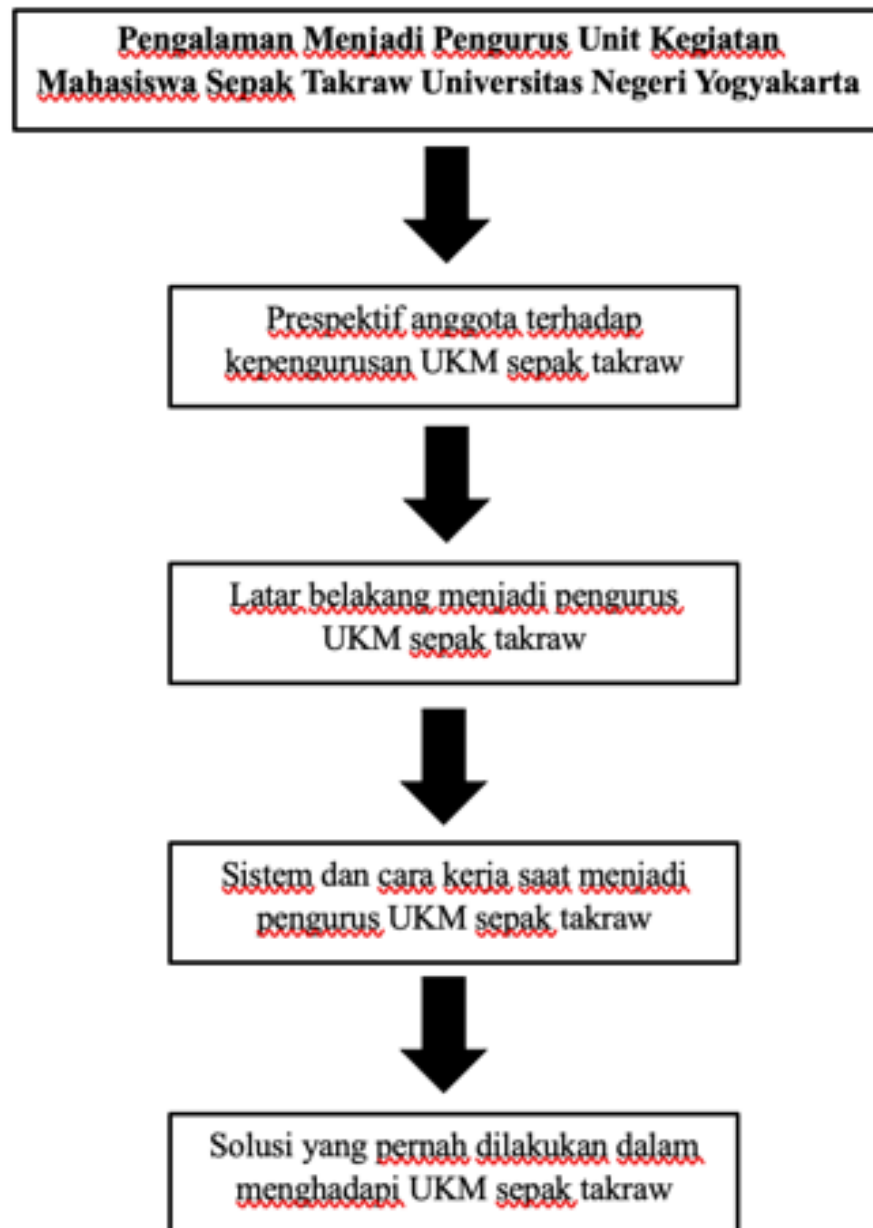 Pengalaman Menjadi Pengurus Unit Kegiatan
Mahasiswa Sepak Takraw Universitas Negeri Yogyakarta
Prespektif anggota terhadap
kepengurusan UKM sepak takraw
Latar belakang menjadi pengurus
UKM sepak takraw
Sistem dan cara kerja saat menjadi
pengurus UKM sepak takraw
Solusi yang pernah dilakukan dalam
menghadapi UKM sepak takraw